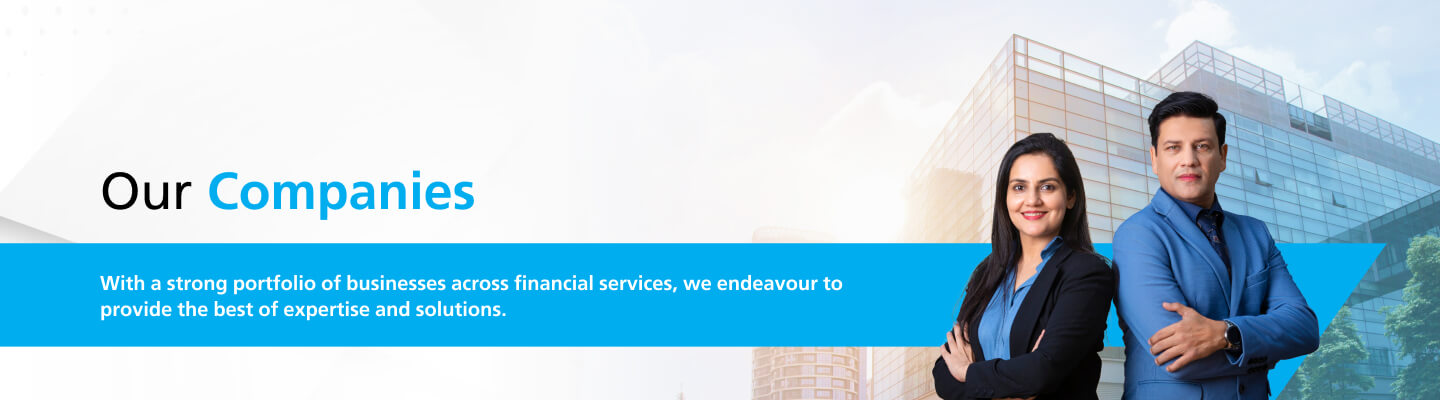 Our Companies
With a strong portfolio of businesses across financial services, we endeavour to
provide the best of expertise and solutions.